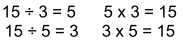 15 ÷ 3 = 5   5 x 3 = 15
15 ÷ 5 = 3   3 x 5 = 15